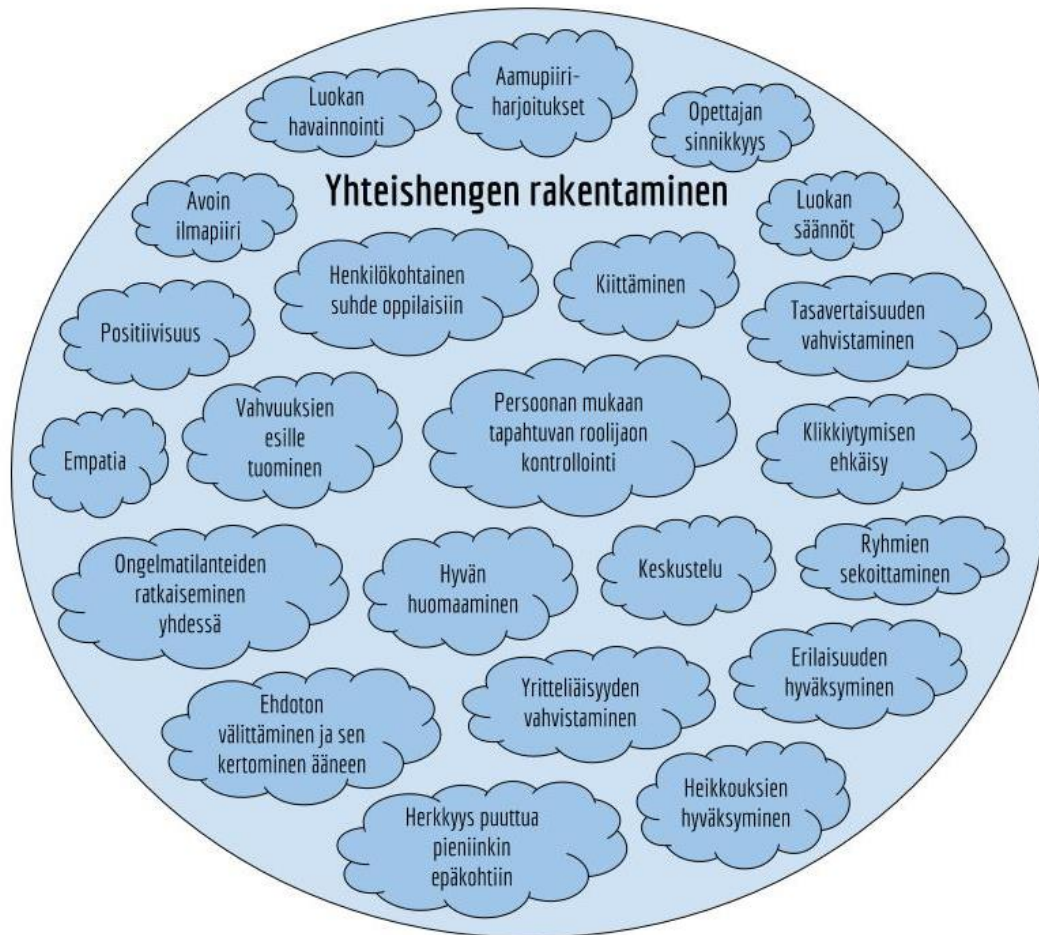 Luokan
havainnointi
Aamupiiri-
harjoitukset
Opettajan
sinnikkyys
Yhteishengen rakentaminen
Avoin
ilmapiiri
Luokan
säännöt
Henkilökohtainen
suhde oppilaisiin
Kiittäminen
Positiivisuus
Tasavertaisuuden
vahvistaminen
Vahvuuksien
esille
tuominen
Persoonan mukaan
tapahtuvan roolijaon
kontrollointi
Klikkiytymisen
ehkäisy
Empatia
Ongelmatilanteiden
ratkaiseminen
yhdessä
Hyvän
huomaaminen
Keskustelu
Ryhmien
sekoittaminen
Erilaisuuden
hyväksyminen
Ehdoton
välittäminen ja sen
kertominen ääneen
Yritteliäisyyden
vahvistaminen
Heikkouksien
hyväksyminen
Herkkyys puuttua
pieniinkin
epäkohtiin